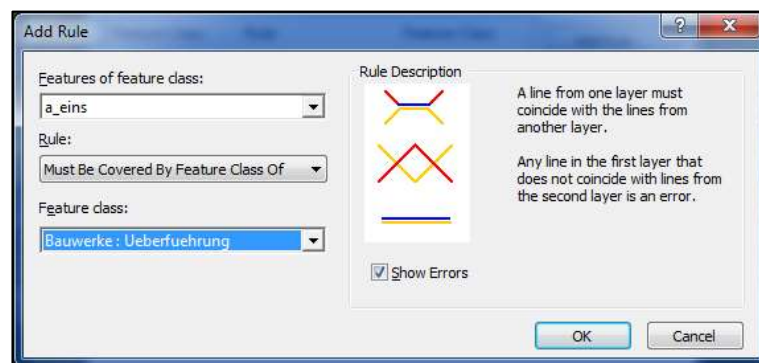 Add Rule
Features of feature class:
a_eins
Rule:
Must Be Covered By Feature Class Of
Feature class:
Bauwerke : Ueberfuehrung
Rule Description
A line from one layer must
coincide with the lines from
another layer.
Any line in the first layer that
does not coincide with lines from
the second layer is an error.
Show Errors
OK
Cancel